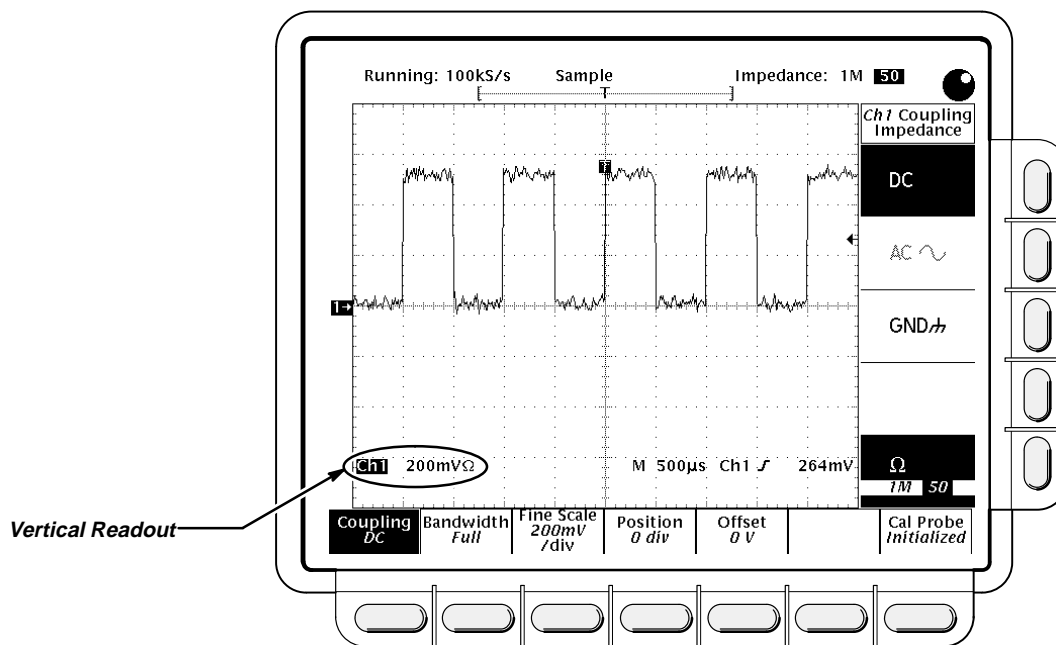 Running: 100kS/s Sample Impedance: 1M 50
T
Ch1 Coupling
Impedance
T
DC
AC
1
GND
Ch1 200mVΩ M 500µs Ch1 264mV
Ω
1M 50
Vertical Readout
Coupling
DC
Bandwidth
Full
Fine Scale
200mV
/div
Position
0 div
Offset
0 V
Cal Probe
Initialized